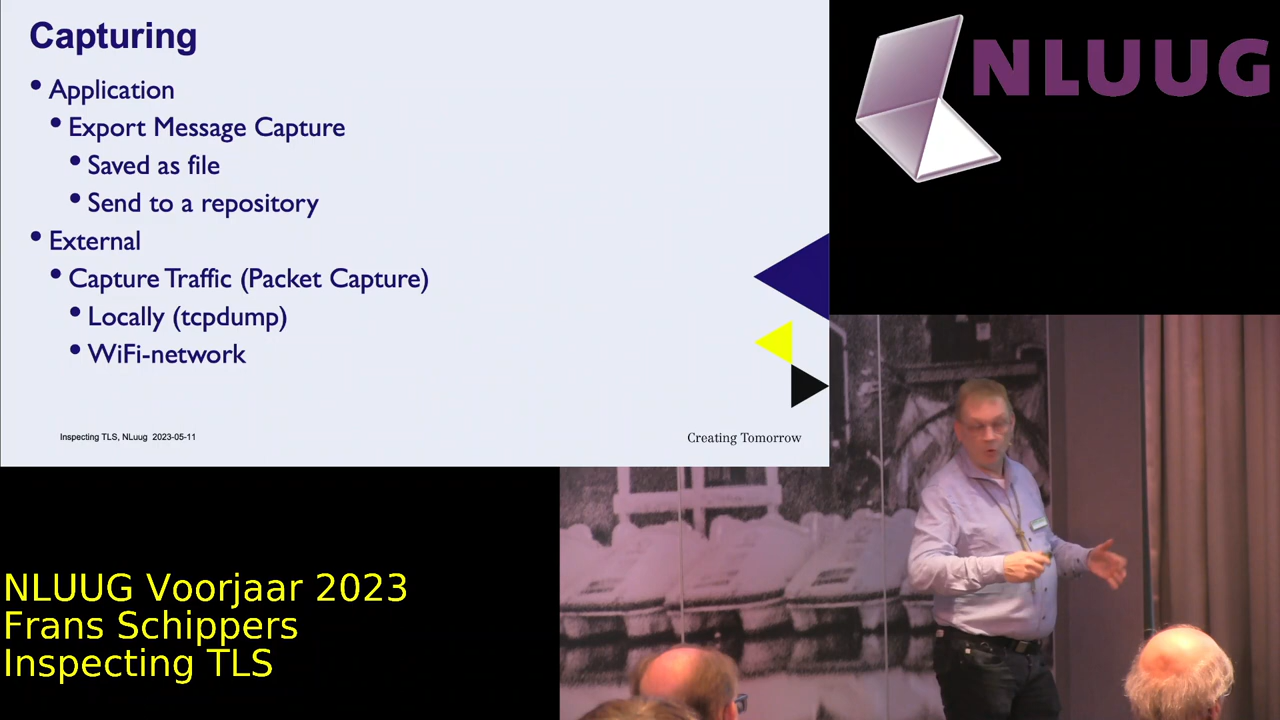 Capturing
• Application
• Export Message Capture
• Saved as file
• Send to a repository
• External
• Capture Traffic (Packet Capture)
• Locally (tcpdump)
• WiFi-network
Inspecting TLS, NLuug 2023-05-11
Creating Tomorrow
NLUUG
NLUUG Voorjaar 2023
Frans Schippers
Inspecting TLS